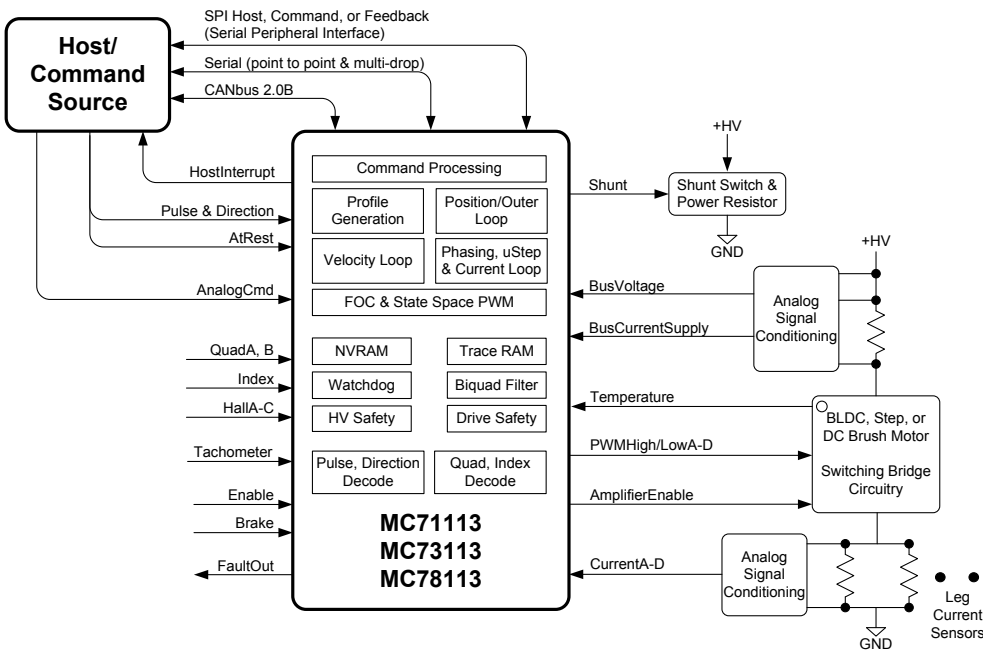 SPI Host, Command, or Feedback
(Serial Peripheral Interface)
Host/
Command
Source
Serial (point to point & multi-drop)
CANbus 2.0B
HostInterrupt
Pulse & Direction
AtRest
AnalogCmd
QuadA, B
Index
HallA-C
Tachometer
Enable
Brake
FaultOut
Command Processing
Profile
Generation
Position/Outer
Loop
Velocity Loop
Phasing, uStep
& Current Loop
FOC & State Space PWM
NVRAM
Trace RAM
Watchdog
Biquad Filter
HV Safety
Drive Safety
Pulse, Direction
Decode
Quad, Index
Decode
MC71113
MC73113
MC78113
+HV
Shunt
Shunt Switch &
Power Resistor
GND
+HV
BusVoltage
BusCurrentSupply
Analog
Signal
Conditioning
Temperature
PWMHigh/LowA-D
AmplifierEnable
BLDC, Step, or
DC Brush Motor
Switching Bridge
Circuitry
CurrentA-D
Analog
Signal
Conditioning
Leg
Current
Sensors
GND